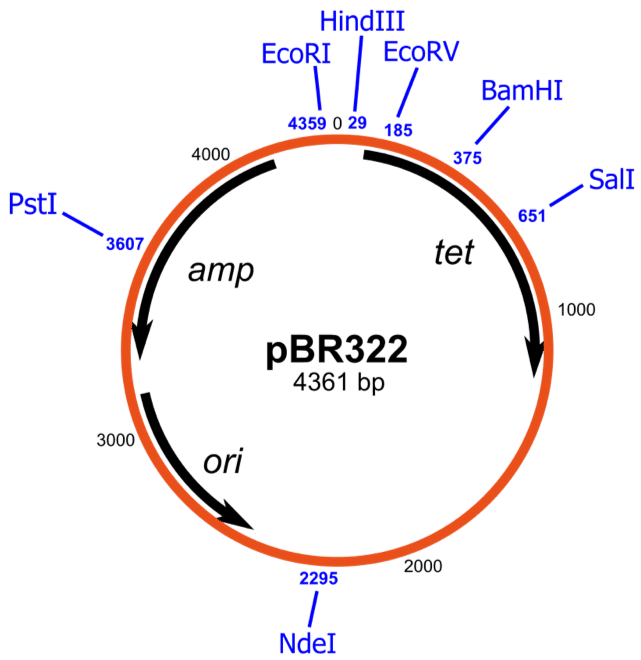 HindIII
EcoRI
EcoRV
BamHI
4359 0 29 185
4000
375
SalI
PstI
651
3607
tet
amp
1000
pBR322
4361 bp
3000
ori
2000
2295
NdeI